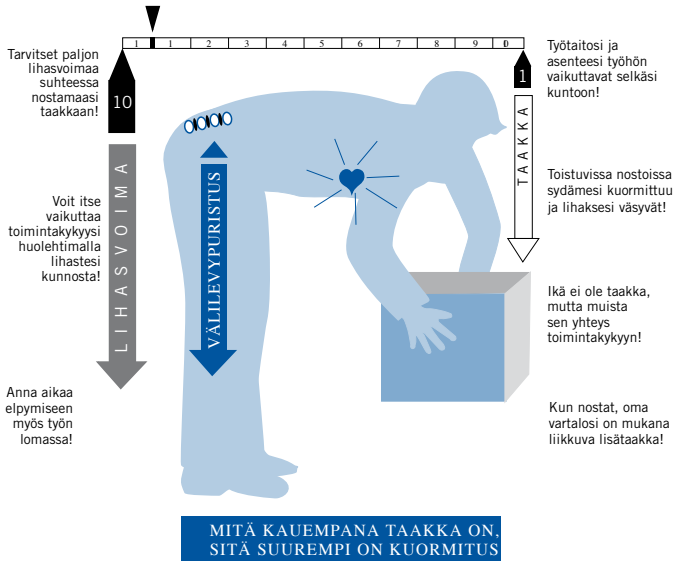 1 1 2 3 4 5 6 7 8 9 0
Tarvitset paljon
lihasvoimaa
suhteessa
nostamaasi
taakkaan!
10
LIHASVOIMA
Voit itse
vaikuttaa
toimintakykyysi
huolehtimalla
lihastesi
kunnosta!
Anna aikaa
elpymiseen
myös työn
lomassa!
VÄLILEVYPURISTUS
1
TAAKKA
Työtaitosi ja
asenteesi työhön
vaikuttavat selkäsi
kuntoon!
Toistuvissa nostoissa
sydämesi kuormittuu
ja lihaksesi väsyvät!
Ikä ei ole taakka,
mutta muista
sen yhteys
toimintakykyyn!
Kun nostat, oma
vartalosi on mukana
liikkuva lisätaakka!
MITÄ KAUEMPANA TAAKKA ON,
SITÄ SUUREMPI ON KUORMITUS